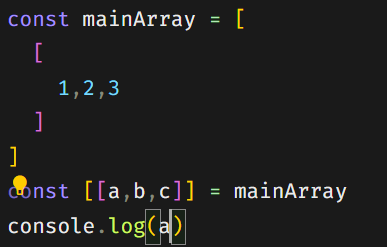 const mainArray = [
  [
    1,2,3
  ]
]
const [[a,b,c]] = mainArray
console.log(a)